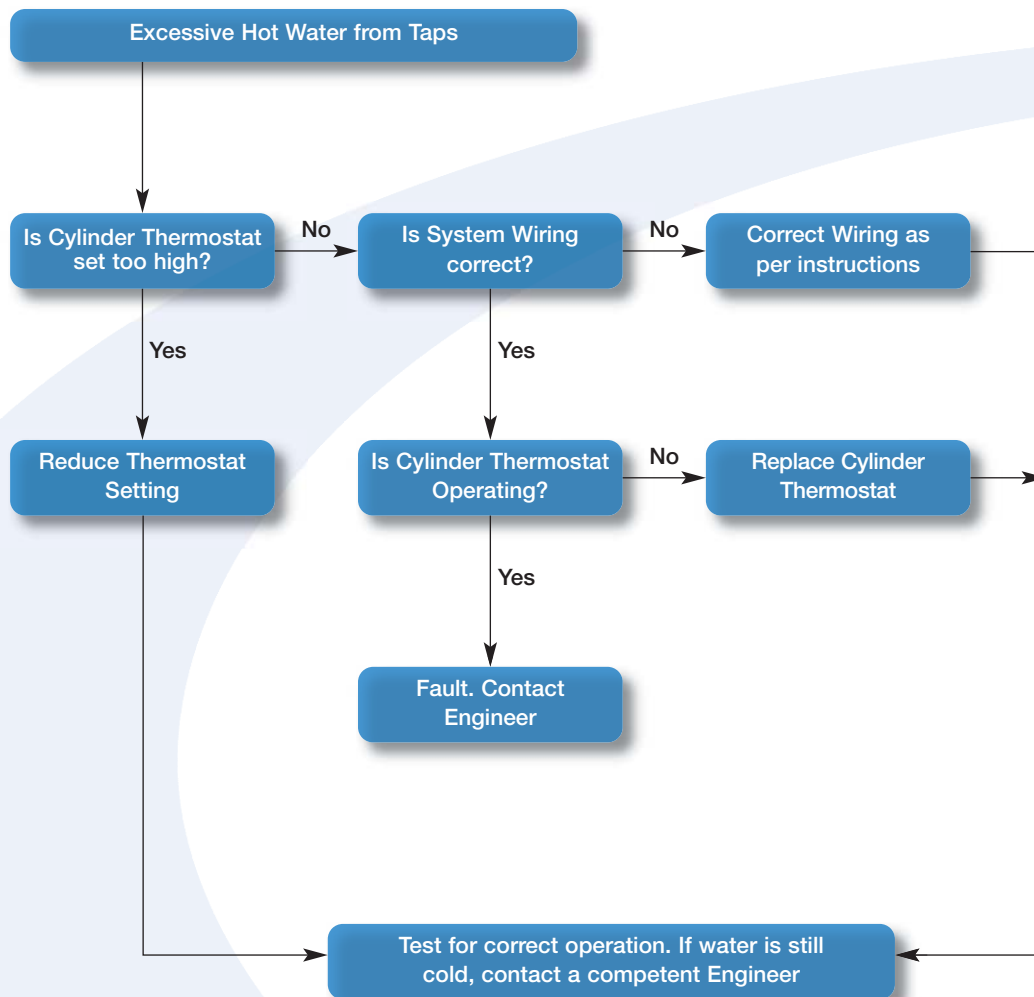 Excessive Hot Water from Taps
Is Cylinder Thermostat
set too high?
No
Is System Wiring
correct?
No
Correct Wiring as
per instructions
Yes
Yes
Reduce Thermostat
Setting
Is Cylinder Thermostat
Operating?
No
Replace Cylinder
Thermostat
Yes
Fault. Contact
Engineer
Test for correct operation. If water is still
cold, contact a competent Engineer